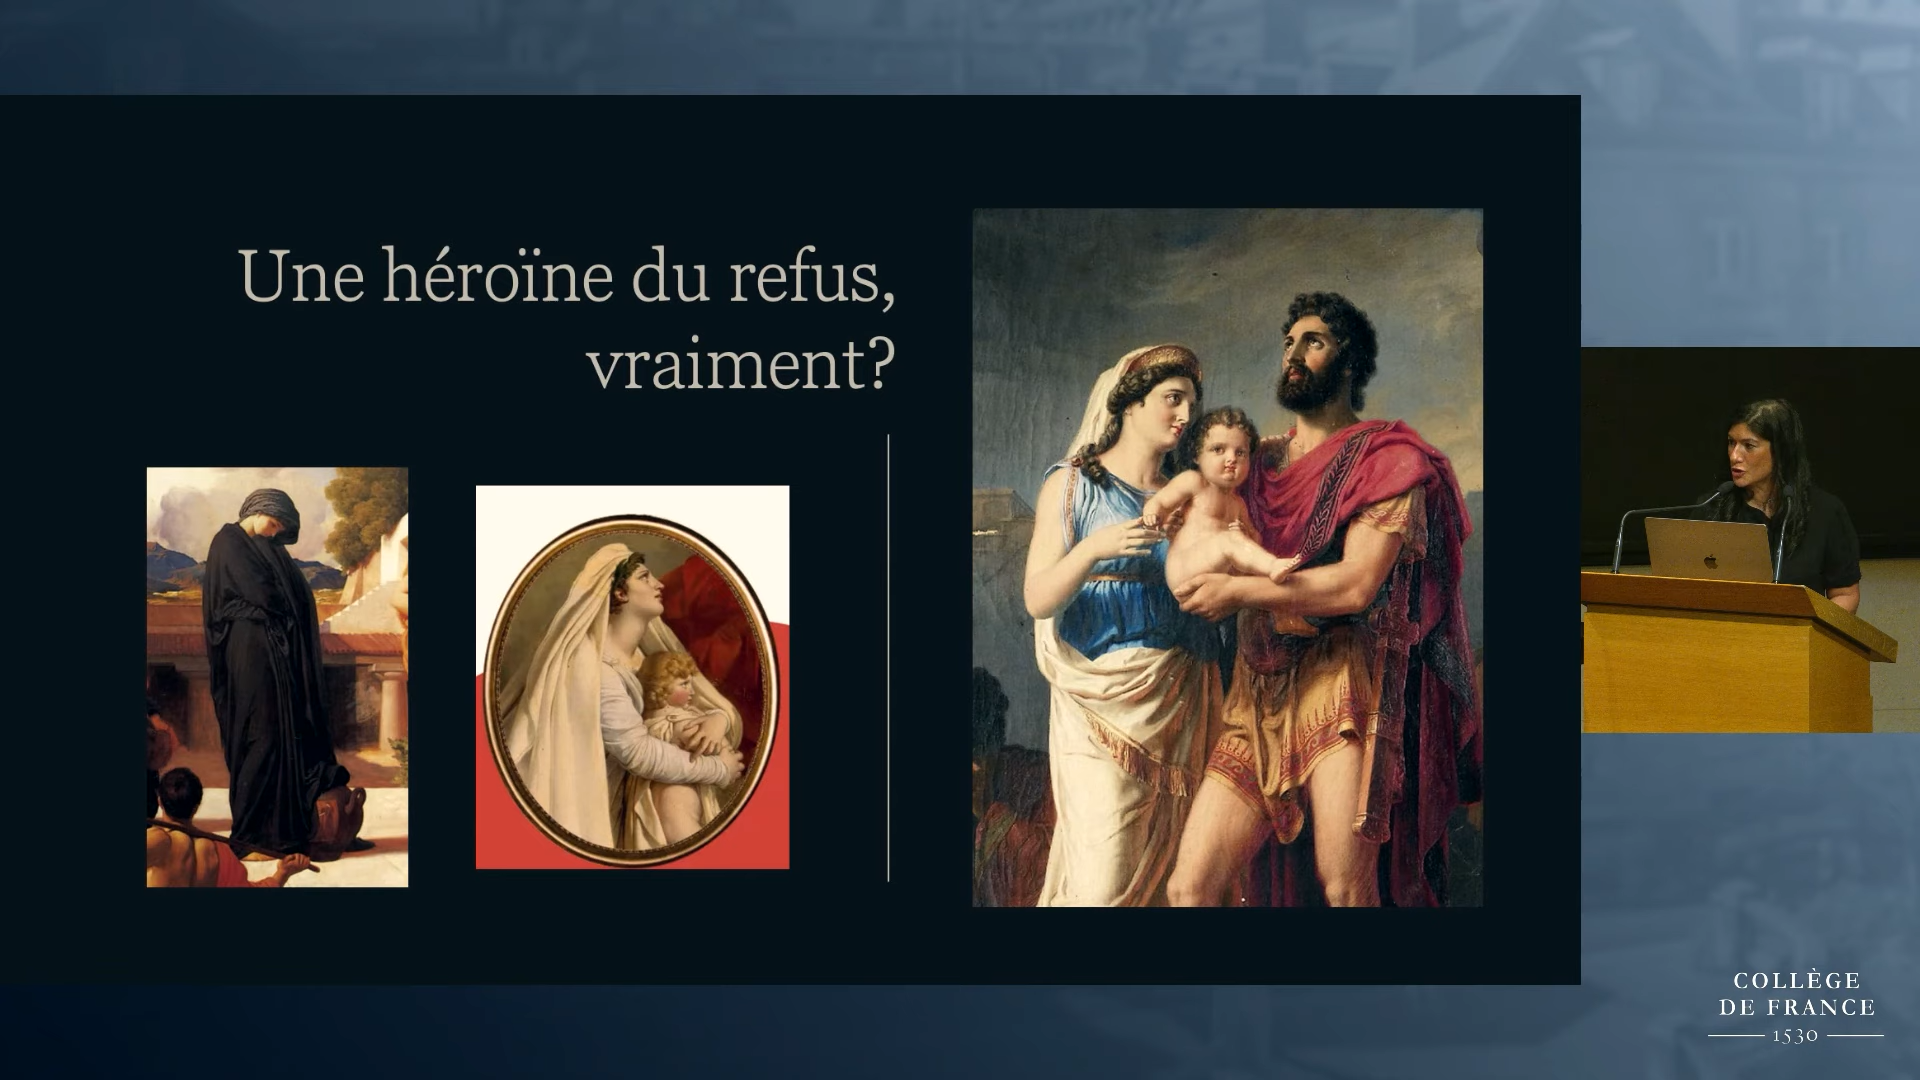 Une héroïne du refus,
vraiment?
COLLÈGE
DE FRANCE
1530